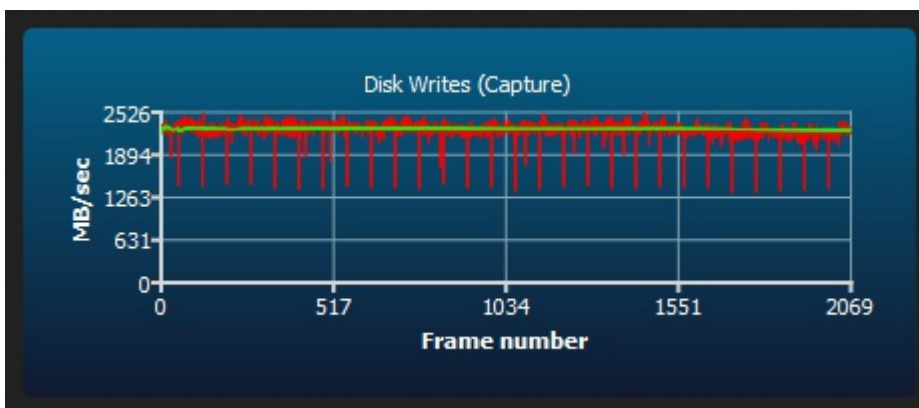 Disk Writes (Capture)
2526
1894
1263
631
0
MB/sec
0 517 1034 1551 2069
Frame number